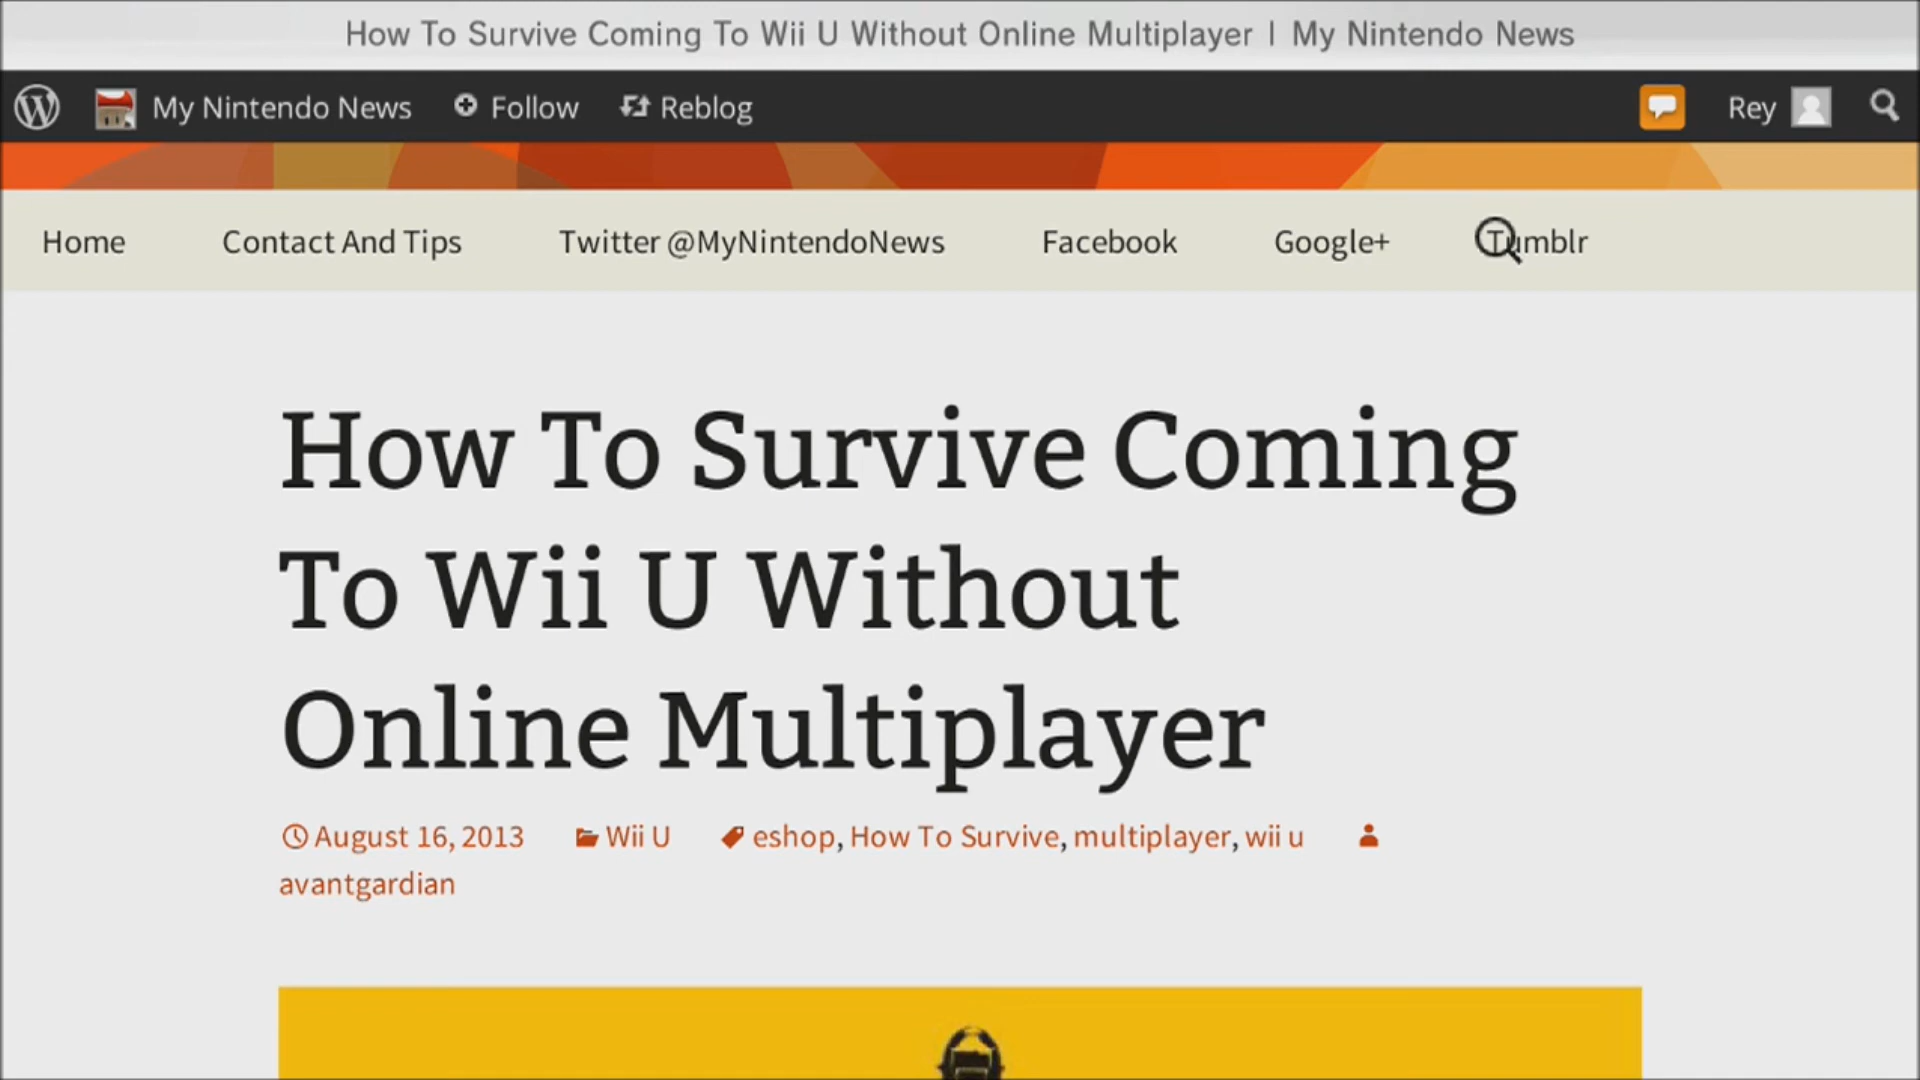 How To Survive Coming To Wii U Without Online Multiplayer | My Nintendo News
My Nintendo News Follow Reblog Rey
Home Contact And Tips Twitter @MyNintendoNews Facebook Google+ Tumblr
How To Survive Coming
To Wii U Without
Online Multiplayer
August 16, 2013 Wii U eshop, How To Survive, multiplayer, wii u
avantgardian